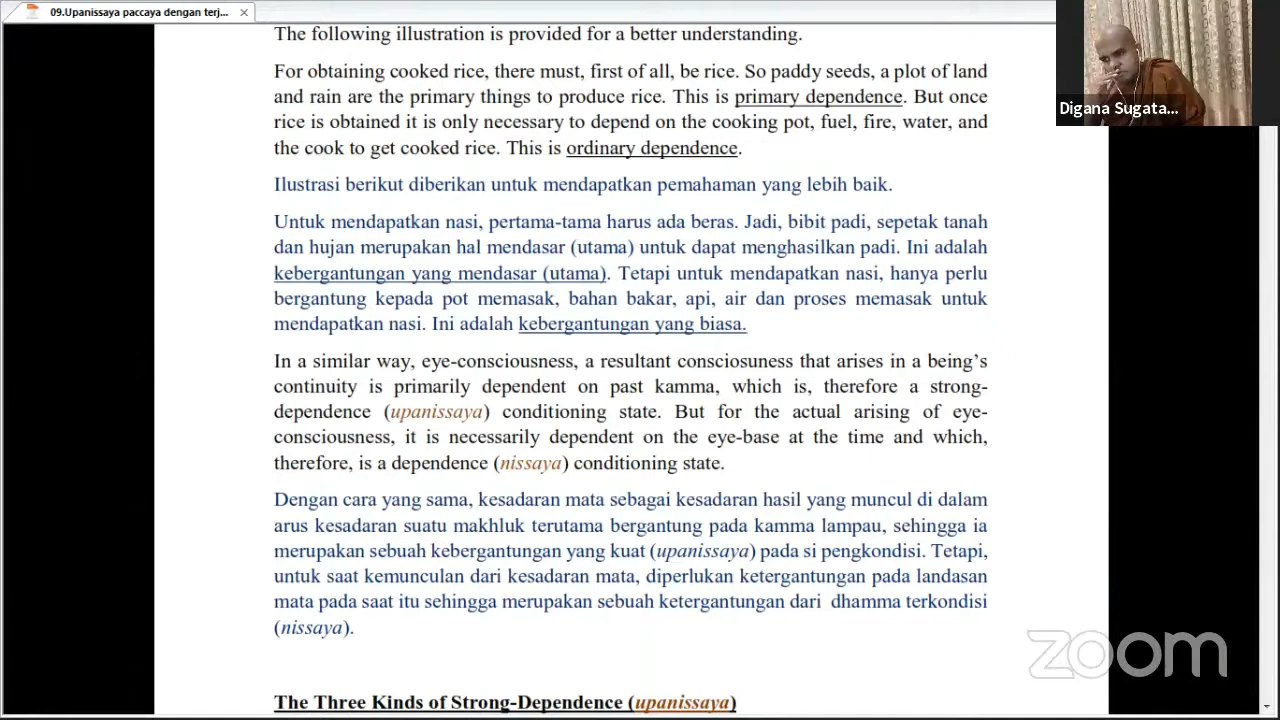 09.Upanissaya paccaya dengan terj...
The following illustration is provided for a better understanding.
For obtaining cooked rice, there must, first of all, be rice. So paddy seeds, a plot of land
and rain are the primary things to produce rice. This is primary dependence. But once
rice is obtained it is only necessary to depend on the cooking pot, fuel, fire, water, and
the cook to get cooked rice. This is ordinary dependence.
Ilustrasi berikut diberikan untuk mendapatkan pemahaman yang lebih baik.
Untuk mendapatkan nasi, pertama-tama harus ada beras. Jadi, bibit padi, sepetak tanah
dan hujan merupakan hal mendasar (utama) untuk dapat menghasilkan padi. Ini adalah
kebergantungan yang mendasar (utama). Tetapi untuk mendapatkan nasi, hanya perlu
bergantung kepada pot memasak, bahan bakar, api, air dan proses memasak untuk
mendapatkan nasi. Ini adalah kebergantungan yang biasa.
In a similar way, eye-consciousness, a resultant consciosuness that arises in a being’s
continuity is primarily dependent on past kamma, which is, therefore a strong-
dependence (upanissaya) conditioning state. But for the actual arising of eye-
consciousness, it is necessarily dependent on the eye-base at the time and which,
therefore, is a dependence (nissaya) conditioning state.
Dengan cara yang sama, kesadaran mata sebagai kesadaran hasil yang muncul di dalam
arus kesadaran suatu makhluk terutama bergantung pada kamma lampau, sehingga ia
merupakan sebuah kebergantungan yang kuat (upanissaya) pada si pengkondisi. Tetapi,
untuk saat kemunculan dari kesadaran mata, diperlukan ketergantungan pada landasan
mata pada saat itu sehingga merupakan sebuah ketergantungan dari dhamma terkondisi
(nissaya).
The Three Kinds of Strong-Dependence (upanissaya)
Digana Sugata...
zoom